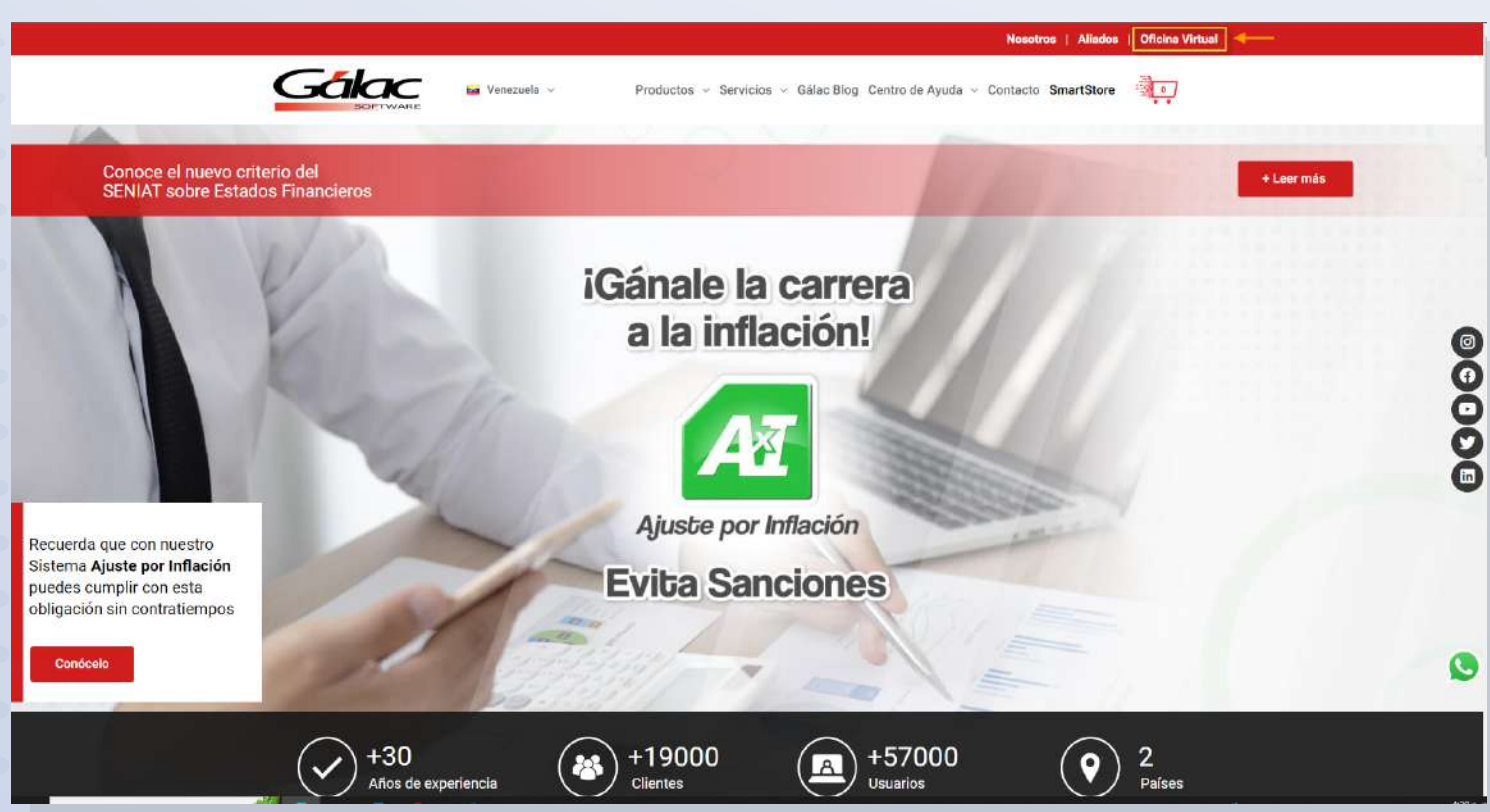 Nosotros | Aliados | Oficina Virtual
Gálac
SOFTWARE
Venezuela
Productos Servicios Gálac Blog Centro de Ayuda Contacto SmartStore 0
Conoce el nuevo criterio del
SENIAT sobre Estados Financieros
+ Leer más
¡Gánale la carrera
a la inflación!
AxI
Ajuste por Inflación
Evita Sanciones
Recuerda que con nuestro
Sistema Ajuste por Inflación
puedes cumplir con esta
obligación sin contratiempos
Conócelo
+30
Años de experiencia
+19000
Clientes
+57000
Usuarios
2
Países